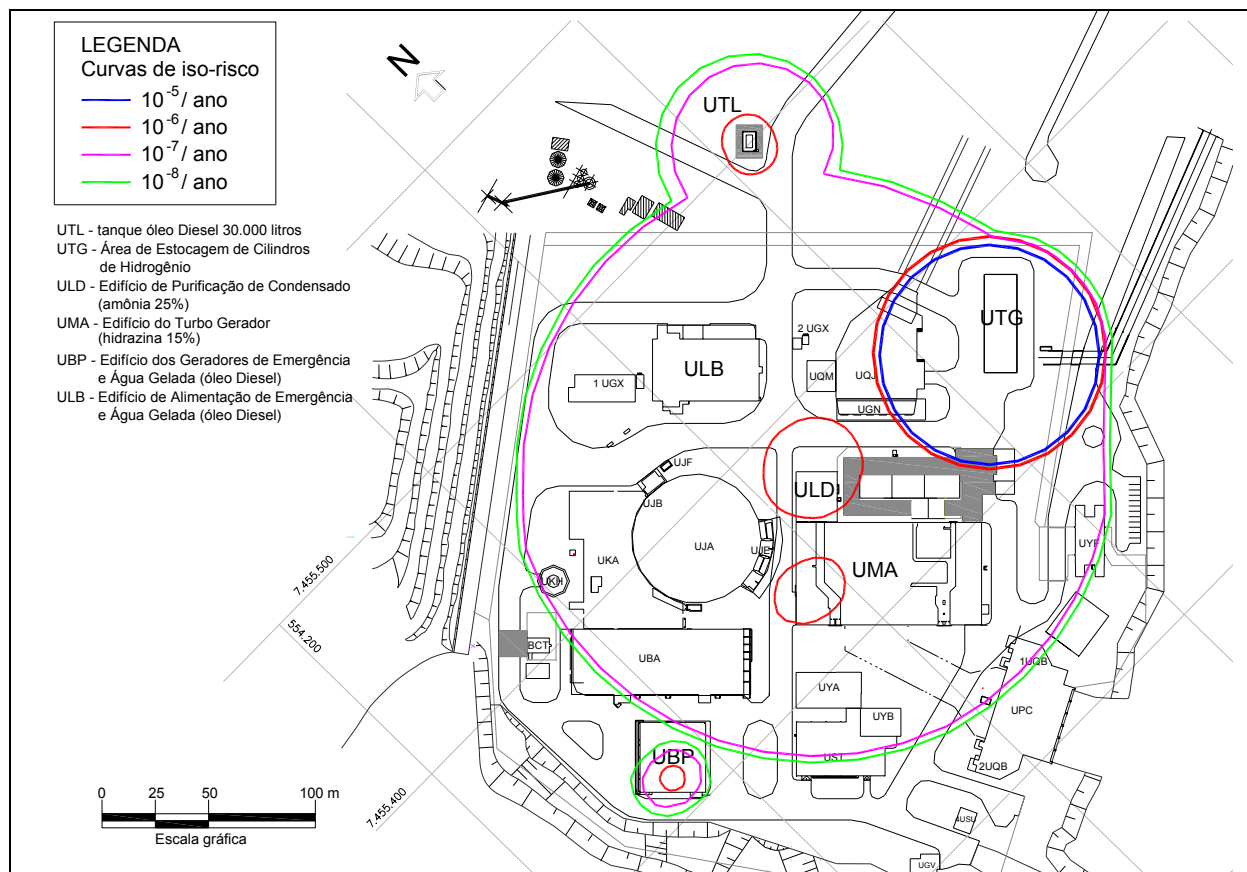 LEGENDA
Curvas de iso-risco
10-5 / ano
10-6 / ano
10-7 / ano
10-8 / ano
UTL - tanque óleo Diesel 30.000 litros
UTG - Área de Estocagem de Cilindros
de Hidrogênio
ULD - Edifício de Purificação de Condensado
(amônia 25%)
UMA - Edifício do Turbo Gerador
(hidrazina 15%)
UBP - Edifício dos Geradores de Emergência
e Água Gelada (óleo Diesel)
ULB - Edifício de Alimentação de Emergência
e Água Gelada (óleo Diesel)
N
UTL
UTG
2 UGX
ULB
1 UGX
UQM
UQJ
UGN
UJF
ULD
UJB
UJA
UJE
UKA
UKH
UMA
UYF
7.455.500
554.200
BCT
UBA
1UQB
UYA
UYB
UPC
UST
UBP
2UQB
7.455.400
4USU
UGV
0 25 50 100 m
Escala gráfica